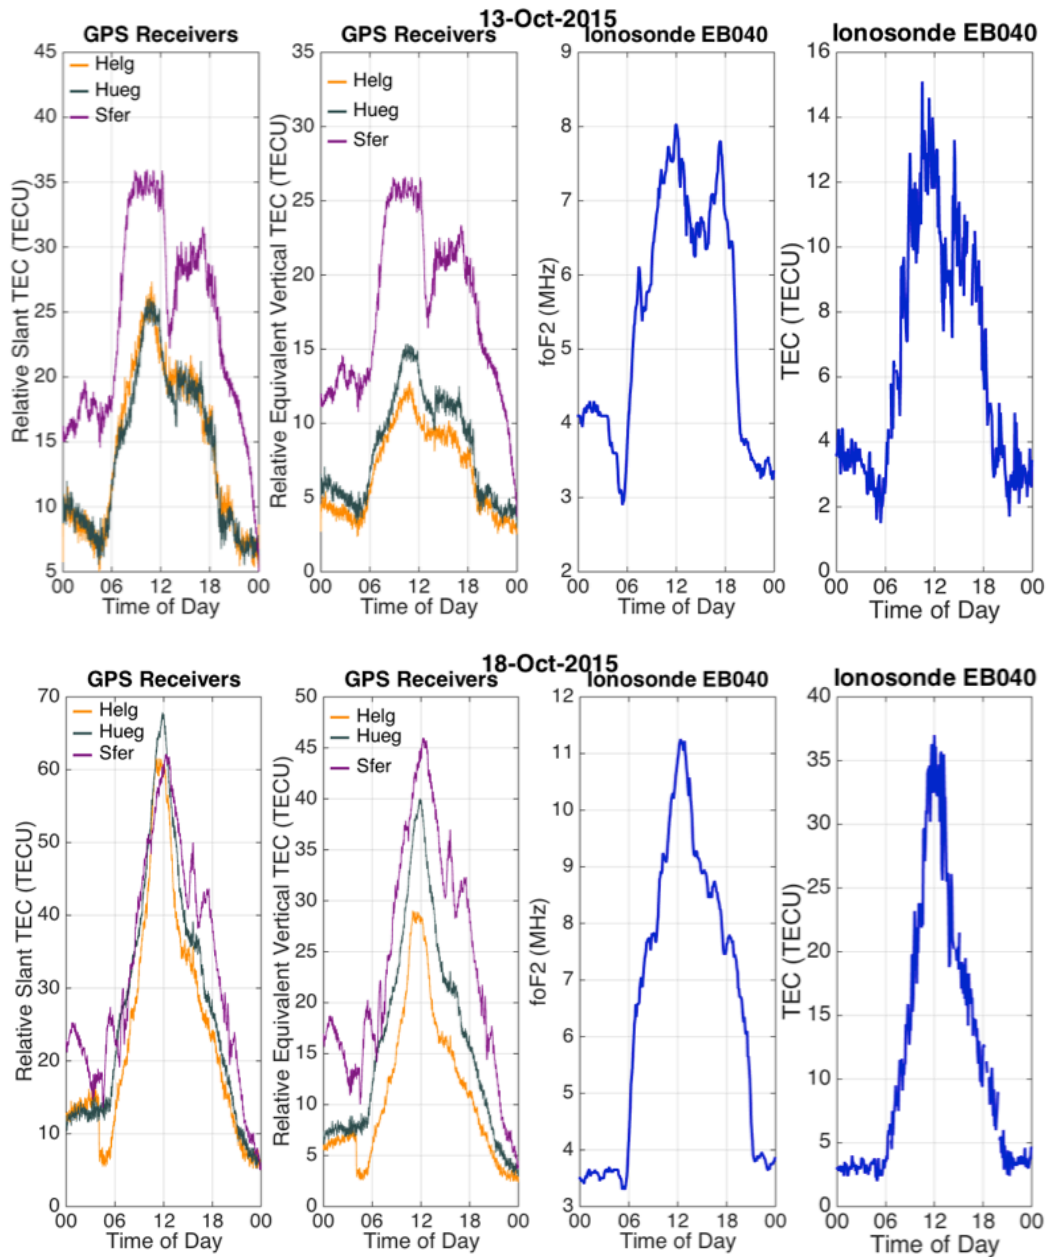 13-Oct-2015
GPS Receivers
Relative Slant TEC (TECU)
45
40
35
30
25
20
15
10
5
Helg
Hueg
Sfer
00 06 12 18 00
Time of Day
GPS Receivers
Relative Equivalent Vertical TEC (TECU)
35
30
25
20
15
10
5
0
Helg
Hueg
Sfer
00 06 12 18 00
Time of Day
Ionosonde EB040
foF2 (MHz)
9
8
7
6
5
4
3
2
00 06 12 18 00
Time of Day
Ionosonde EB040
TEC (TECU)
16
14
12
10
8
6
4
2
0
00 06 12 18 00
Time of Day
18-Oct-2015
GPS Receivers
Relative Slant TEC (TECU)
70
60
50
40
30
20
10
0
Helg
Hueg
Sfer
00 06 12 18 00
Time of Day
GPS Receivers
Relative Equivalent Vertical TEC (TECU)
50
45
40
35
30
25
20
15
10
5
0
Helg
Hueg
Sfer
00 06 12 18 00
Time of Day
Ionosonde EB040
foF2 (MHz)
12
11
10
9
8
7
6
5
4
3
00 06 12 18 00
Time of Day
Ionosonde EB040
TEC (TECU)
40
35
30
25
20
15
10
5
0
00 06 12 18 00
Time of Day